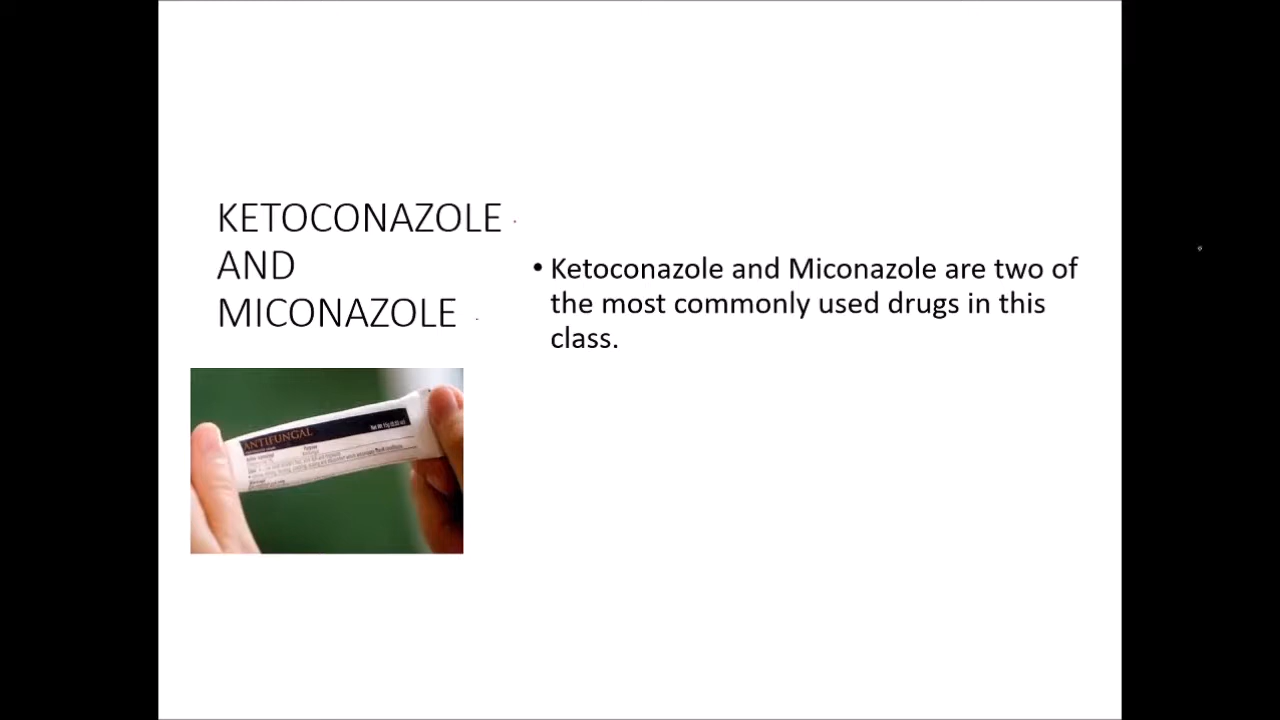 KETOCONAZOLE
AND
MICONAZOLE
• Ketoconazole and Miconazole are two of
the most commonly used drugs in this
class.
ANTIFUNGAL